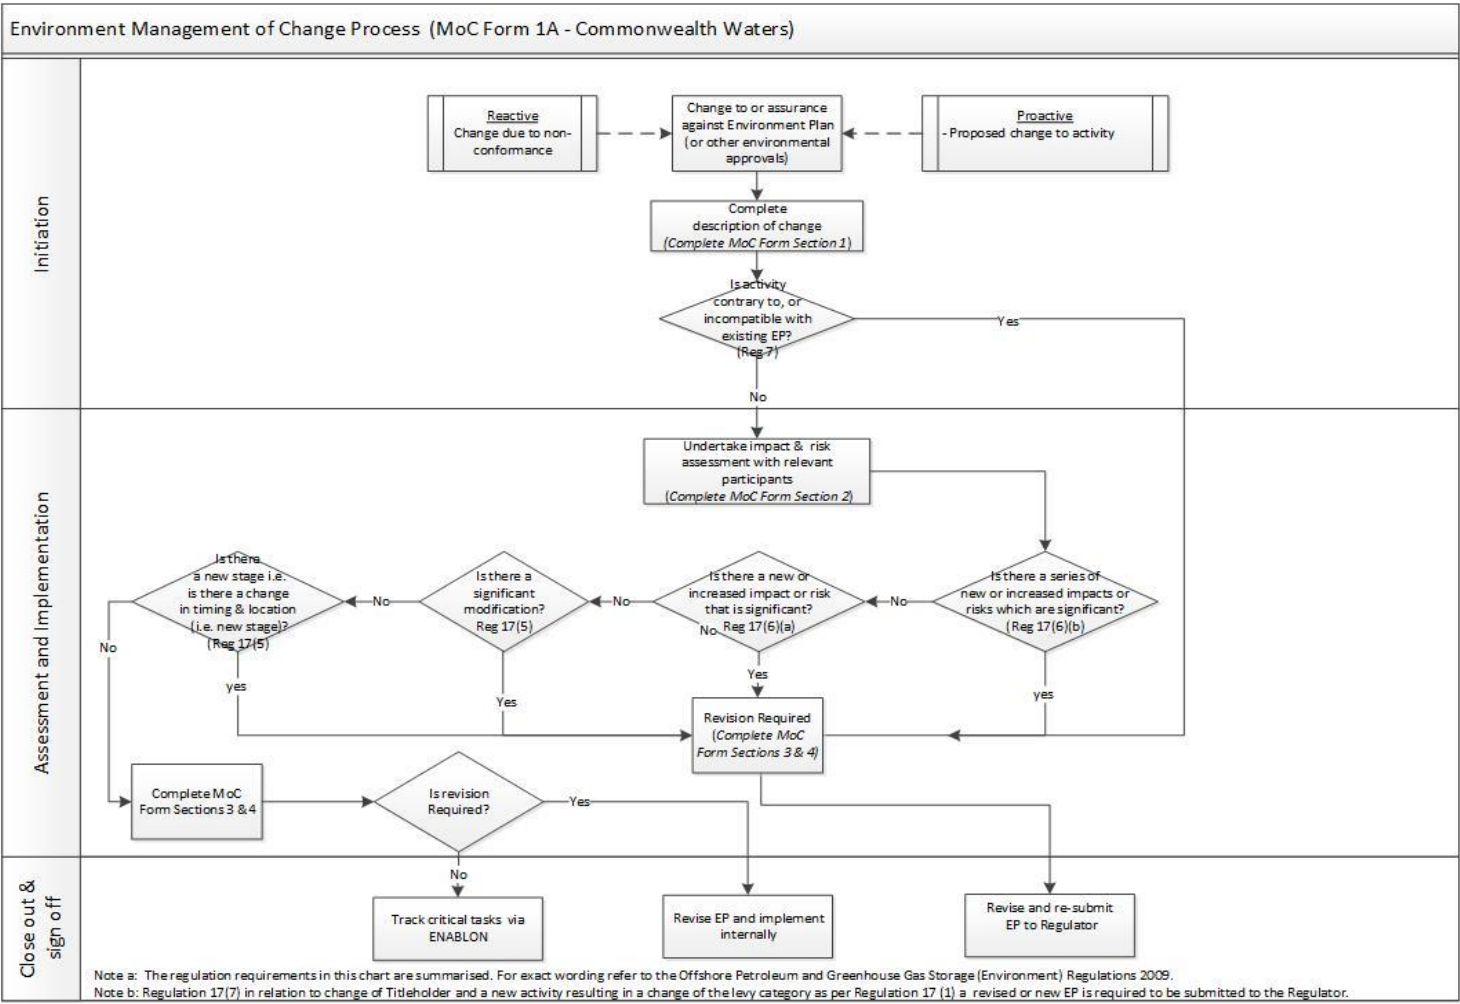 Environment Management of Change Process (MoC Form 1A - Commonwealth Waters)
Initiation
Reactive
Change due to non-
conformance
Change to or assurance
against Environment Plan
(or other environmental
approvals)
Proactive
- Proposed change to activity
Complete
description of change
(Complete MoC Form Section 1)
Is activity
contrary to, or
incompatible with
existing EP?
(Reg 7)
Yes
No
Assessment and Implementation
Undertake impact & risk
assessment with relevant
participants
(Complete MoC Form Section 2)
Is there
a new stage i.e.
is there a change
in timing & location
(i.e. new stage)?
(Reg 17(5)
No
Is there a
significant
modification?
Reg 17(5)
No
Is there a new or
increased impact or risk
that is significant?
No Reg 17(6)(a)
No
Is there a series of
new or increased impacts or
risks which are significant?
(Reg 17(6)(b)
No
yes
Yes
Yes
yes
Revision Required
(Complete MoC
Form Sections 3 & 4)
Complete MoC
Form Sections 3 & 4
Is revision
Required?
Yes
No
Close out &
sign off
Track critical tasks via
ENABLON
Revise EP and implement
internally
Revise and re-submit
EP to Regulator
Note a: The regulation requirements in this chart are summarised. For exact wording refer to the Offshore Petroleum and Greenhouse Gas Storage (Environment) Regulations 2009.
Note b: Regulation 17(7) in relation to change of Titleholder and a new activity resulting in a change of the levy category as per Regulation 17 (1) a revised or new EP is required to be submitted to the Regulator.